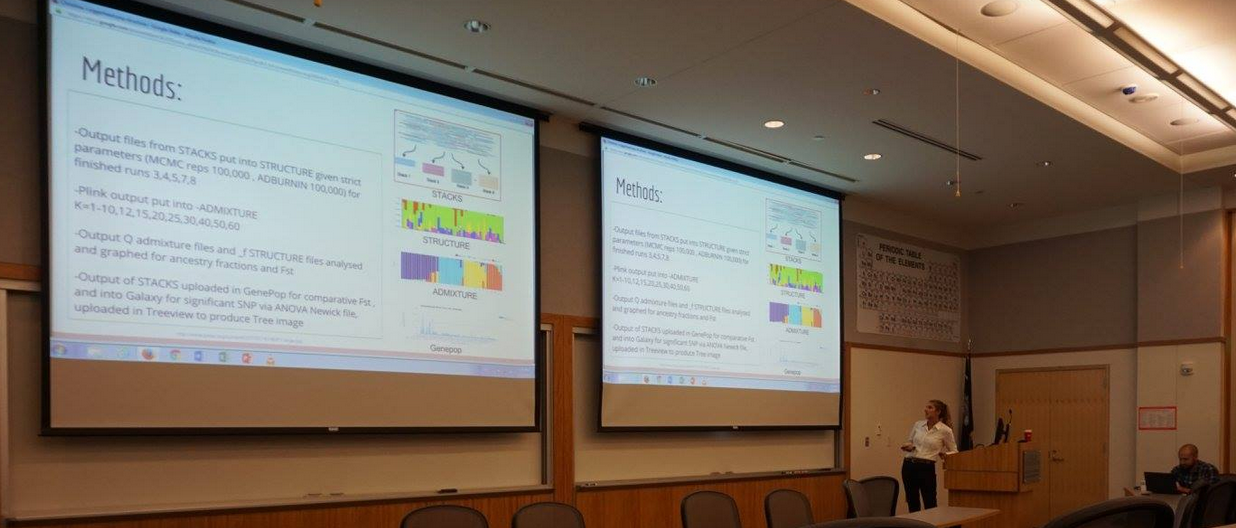 Methods:
-Output files from STACKS put into STRUCTURE given strict
parameters (MCMC reps 100,000 , ADBURNIN 100,000) for
finished runs 3,4,5,7,8
-Plink output put into -ADMIXTURE
K=1-10,12,15,20,25,30,40,50,60
-Output Q admixture files and _f STRUCTURE files analysed
and graphed for ancestry fractions and Fst
-Output of STACKS uploaded in GenePop for comparative Fst ,
and into Galaxy for significant SNP via ANOVA Newick file,
uploaded in Treeview to produce Tree image
STACKS
STRUCTURE
ADMIXTURE
Genepop
Methods:
-Output files from STACKS put into STRUCTURE given strict
parameters (MCMC reps 100,000 , ADBURNIN 100,000) for
finished runs 3,4,5,7,8
-Plink output put into -ADMIXTURE
K=1-10,12,15,20,25,30,40,50,60
-Output Q admixture files and _f STRUCTURE files analysed
and graphed for ancestry fractions and Fst
-Output of STACKS uploaded in GenePop for comparative Fst
and into Galaxy for significant SNP via ANOVA Newick file,
uploaded in Treeview to produce Tree image
STACKS
STRUCTURE
ADMIXTURE
Genepop
PERIODIC TABLE
OF THE ELEMENTS